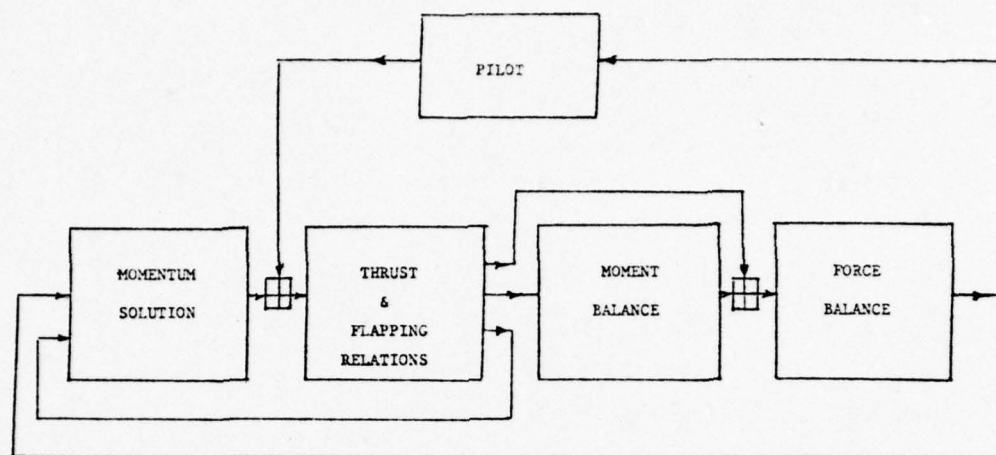 PILOT
MOMENTUM
SOLUTION
THRUST
&
FLAPPING
RELATIONS
MOMENT
BALANCE
FORCE
BALANCE